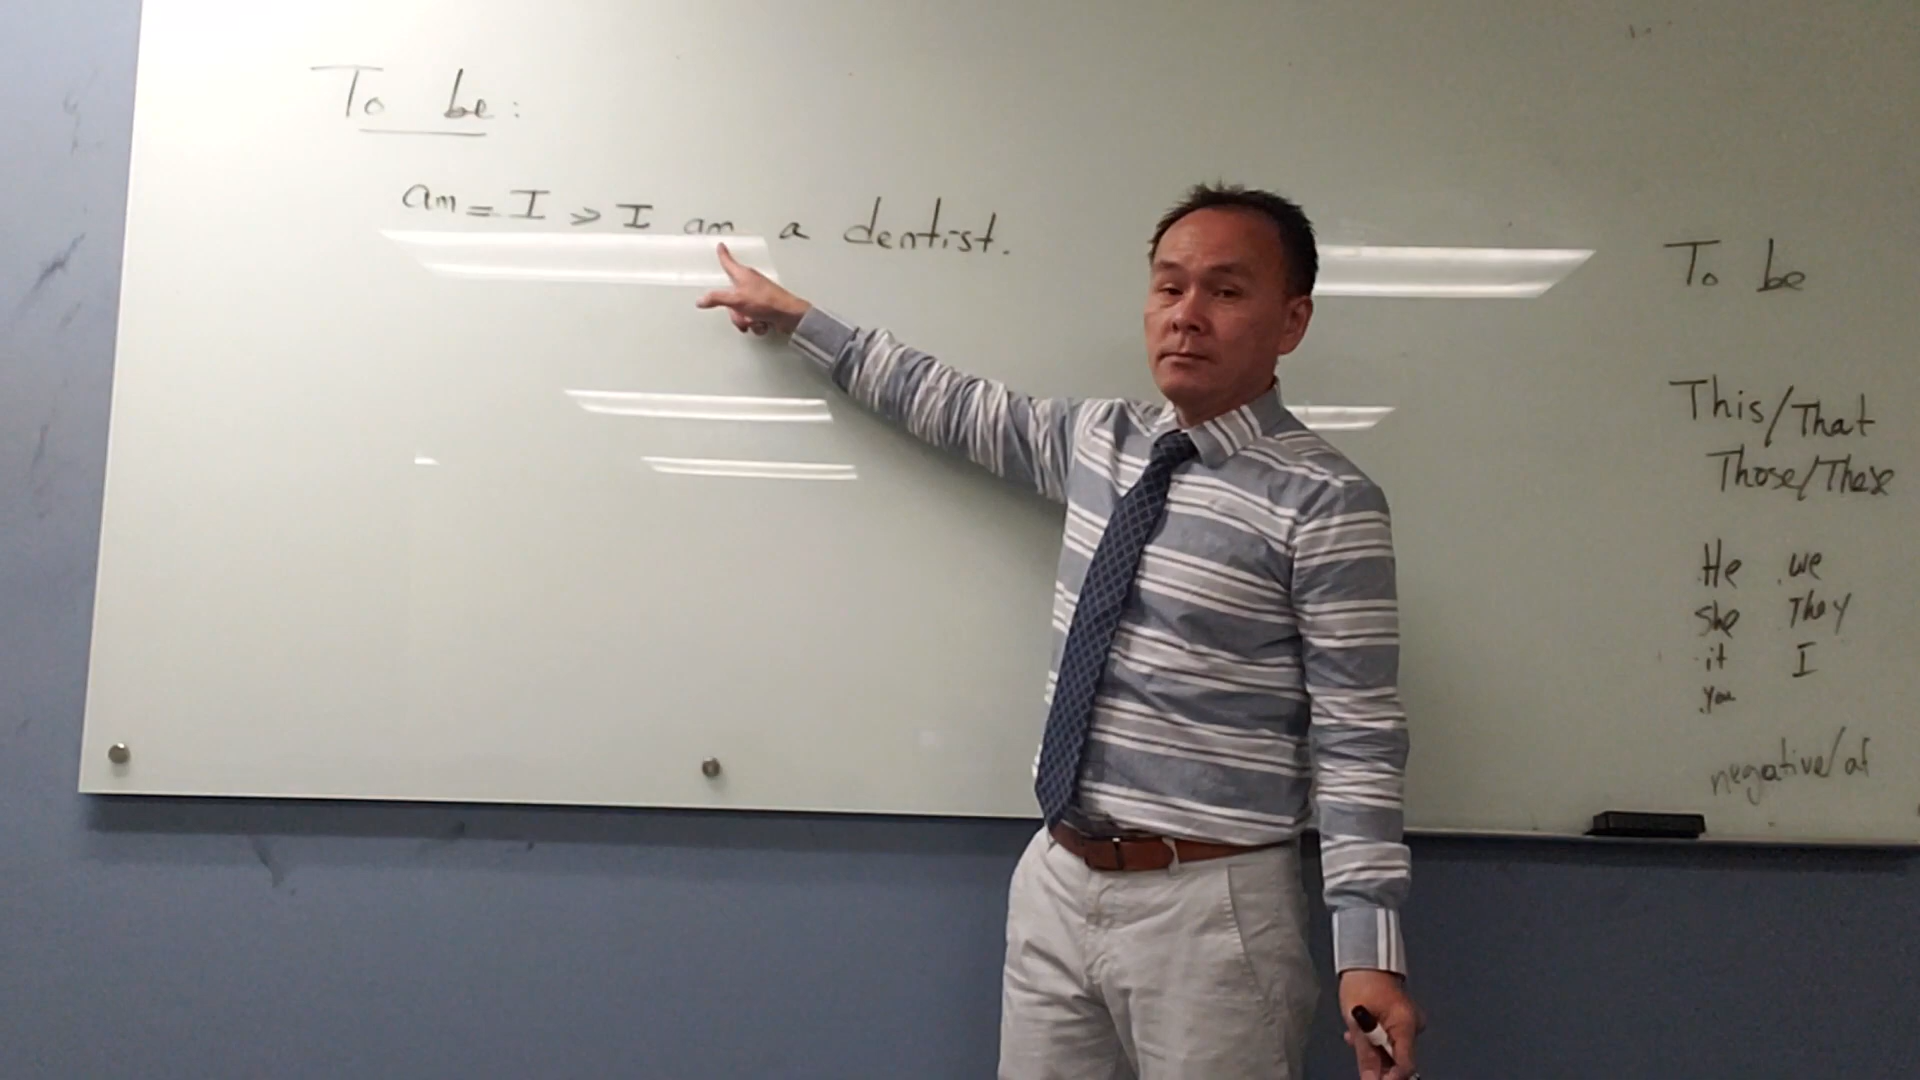 To be:
am = I » I am a dentist.
To be
This/That
Those/These
He we
She They
it I
You
negative/af